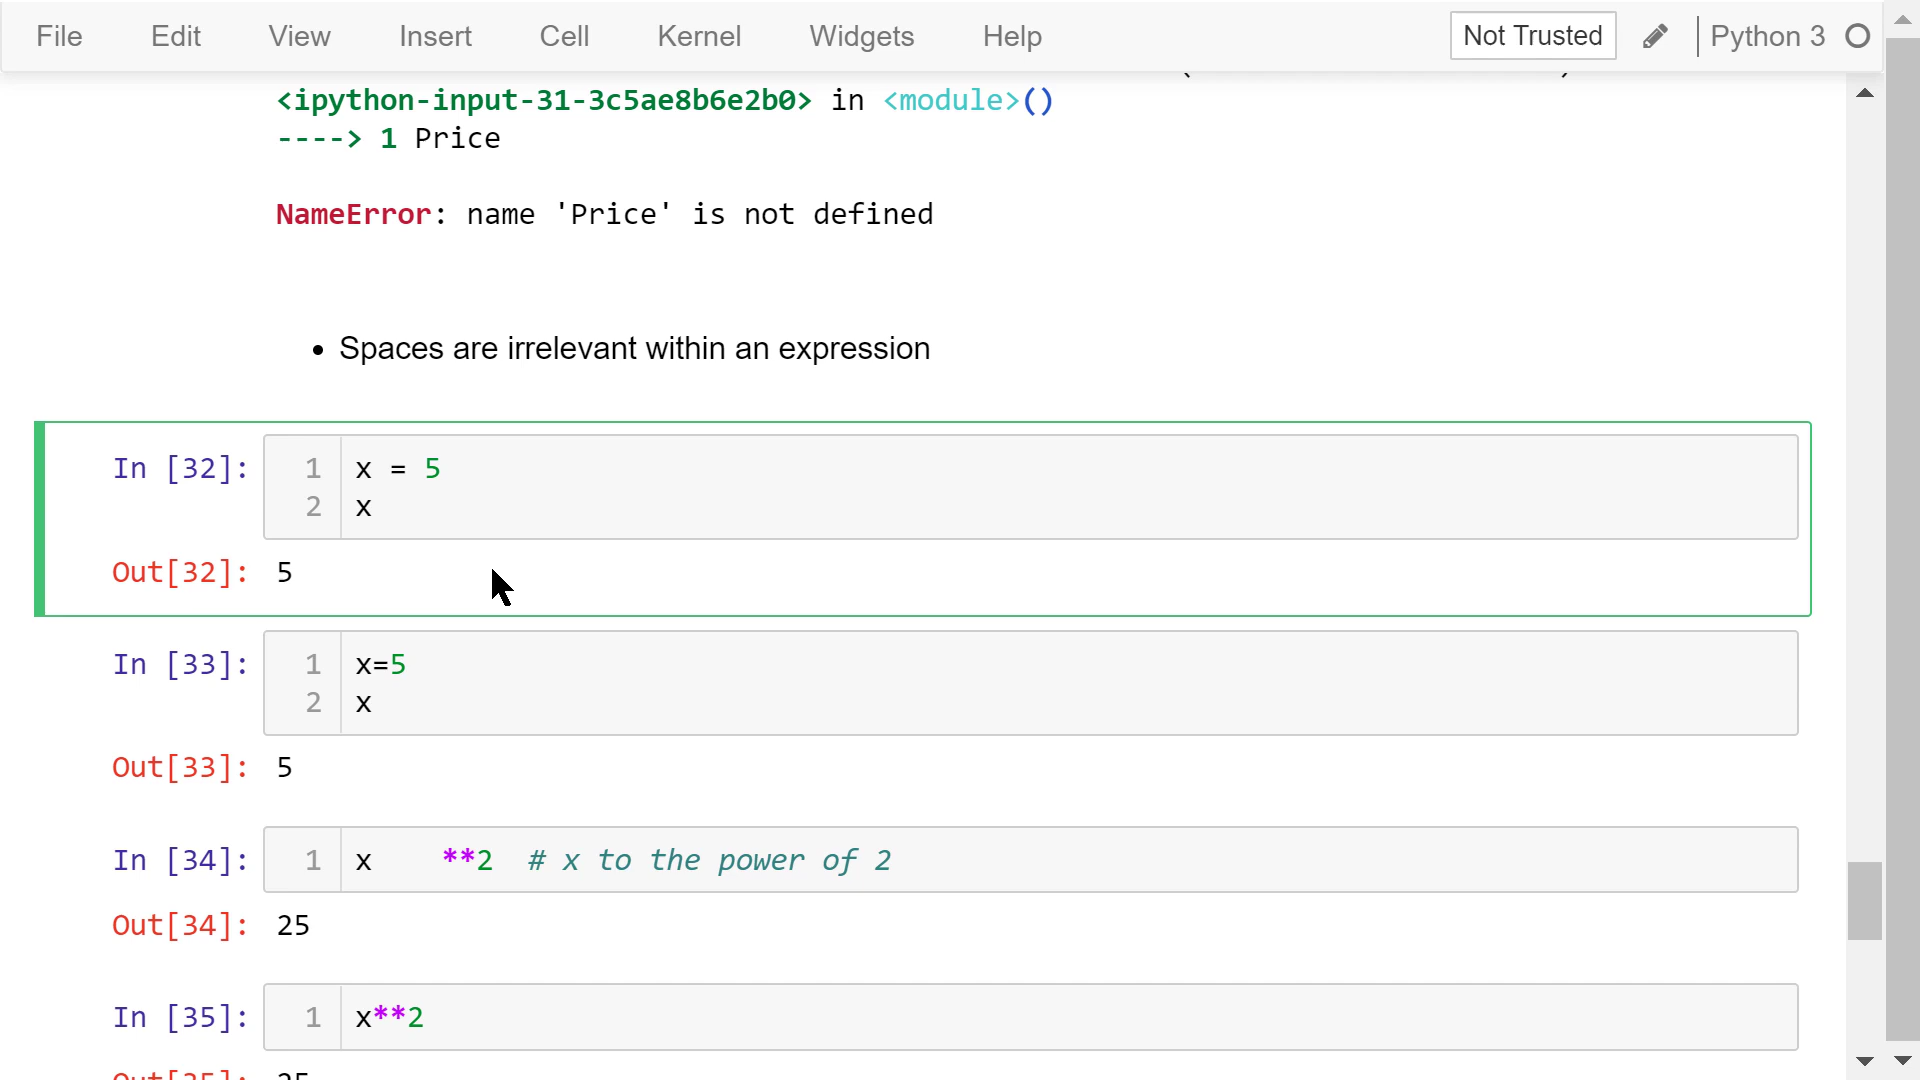 File Edit View Insert Cell Kernel Widgets Help Not Trusted Python 3
<ipython-input-31-3c5ae8b6e2b0> in <module>()
----> 1 Price
NameError: name 'Price' is not defined
• Spaces are irrelevant within an expression
In [32]: 1 x = 5
2 x
Out[32]: 5
In [33]: 1 x=5
2 x
Out[33]: 5
In [34]: 1 x    **2  # x to the power of 2
Out[34]: 25
In [35]: 1 x**2
Out[35]: 25